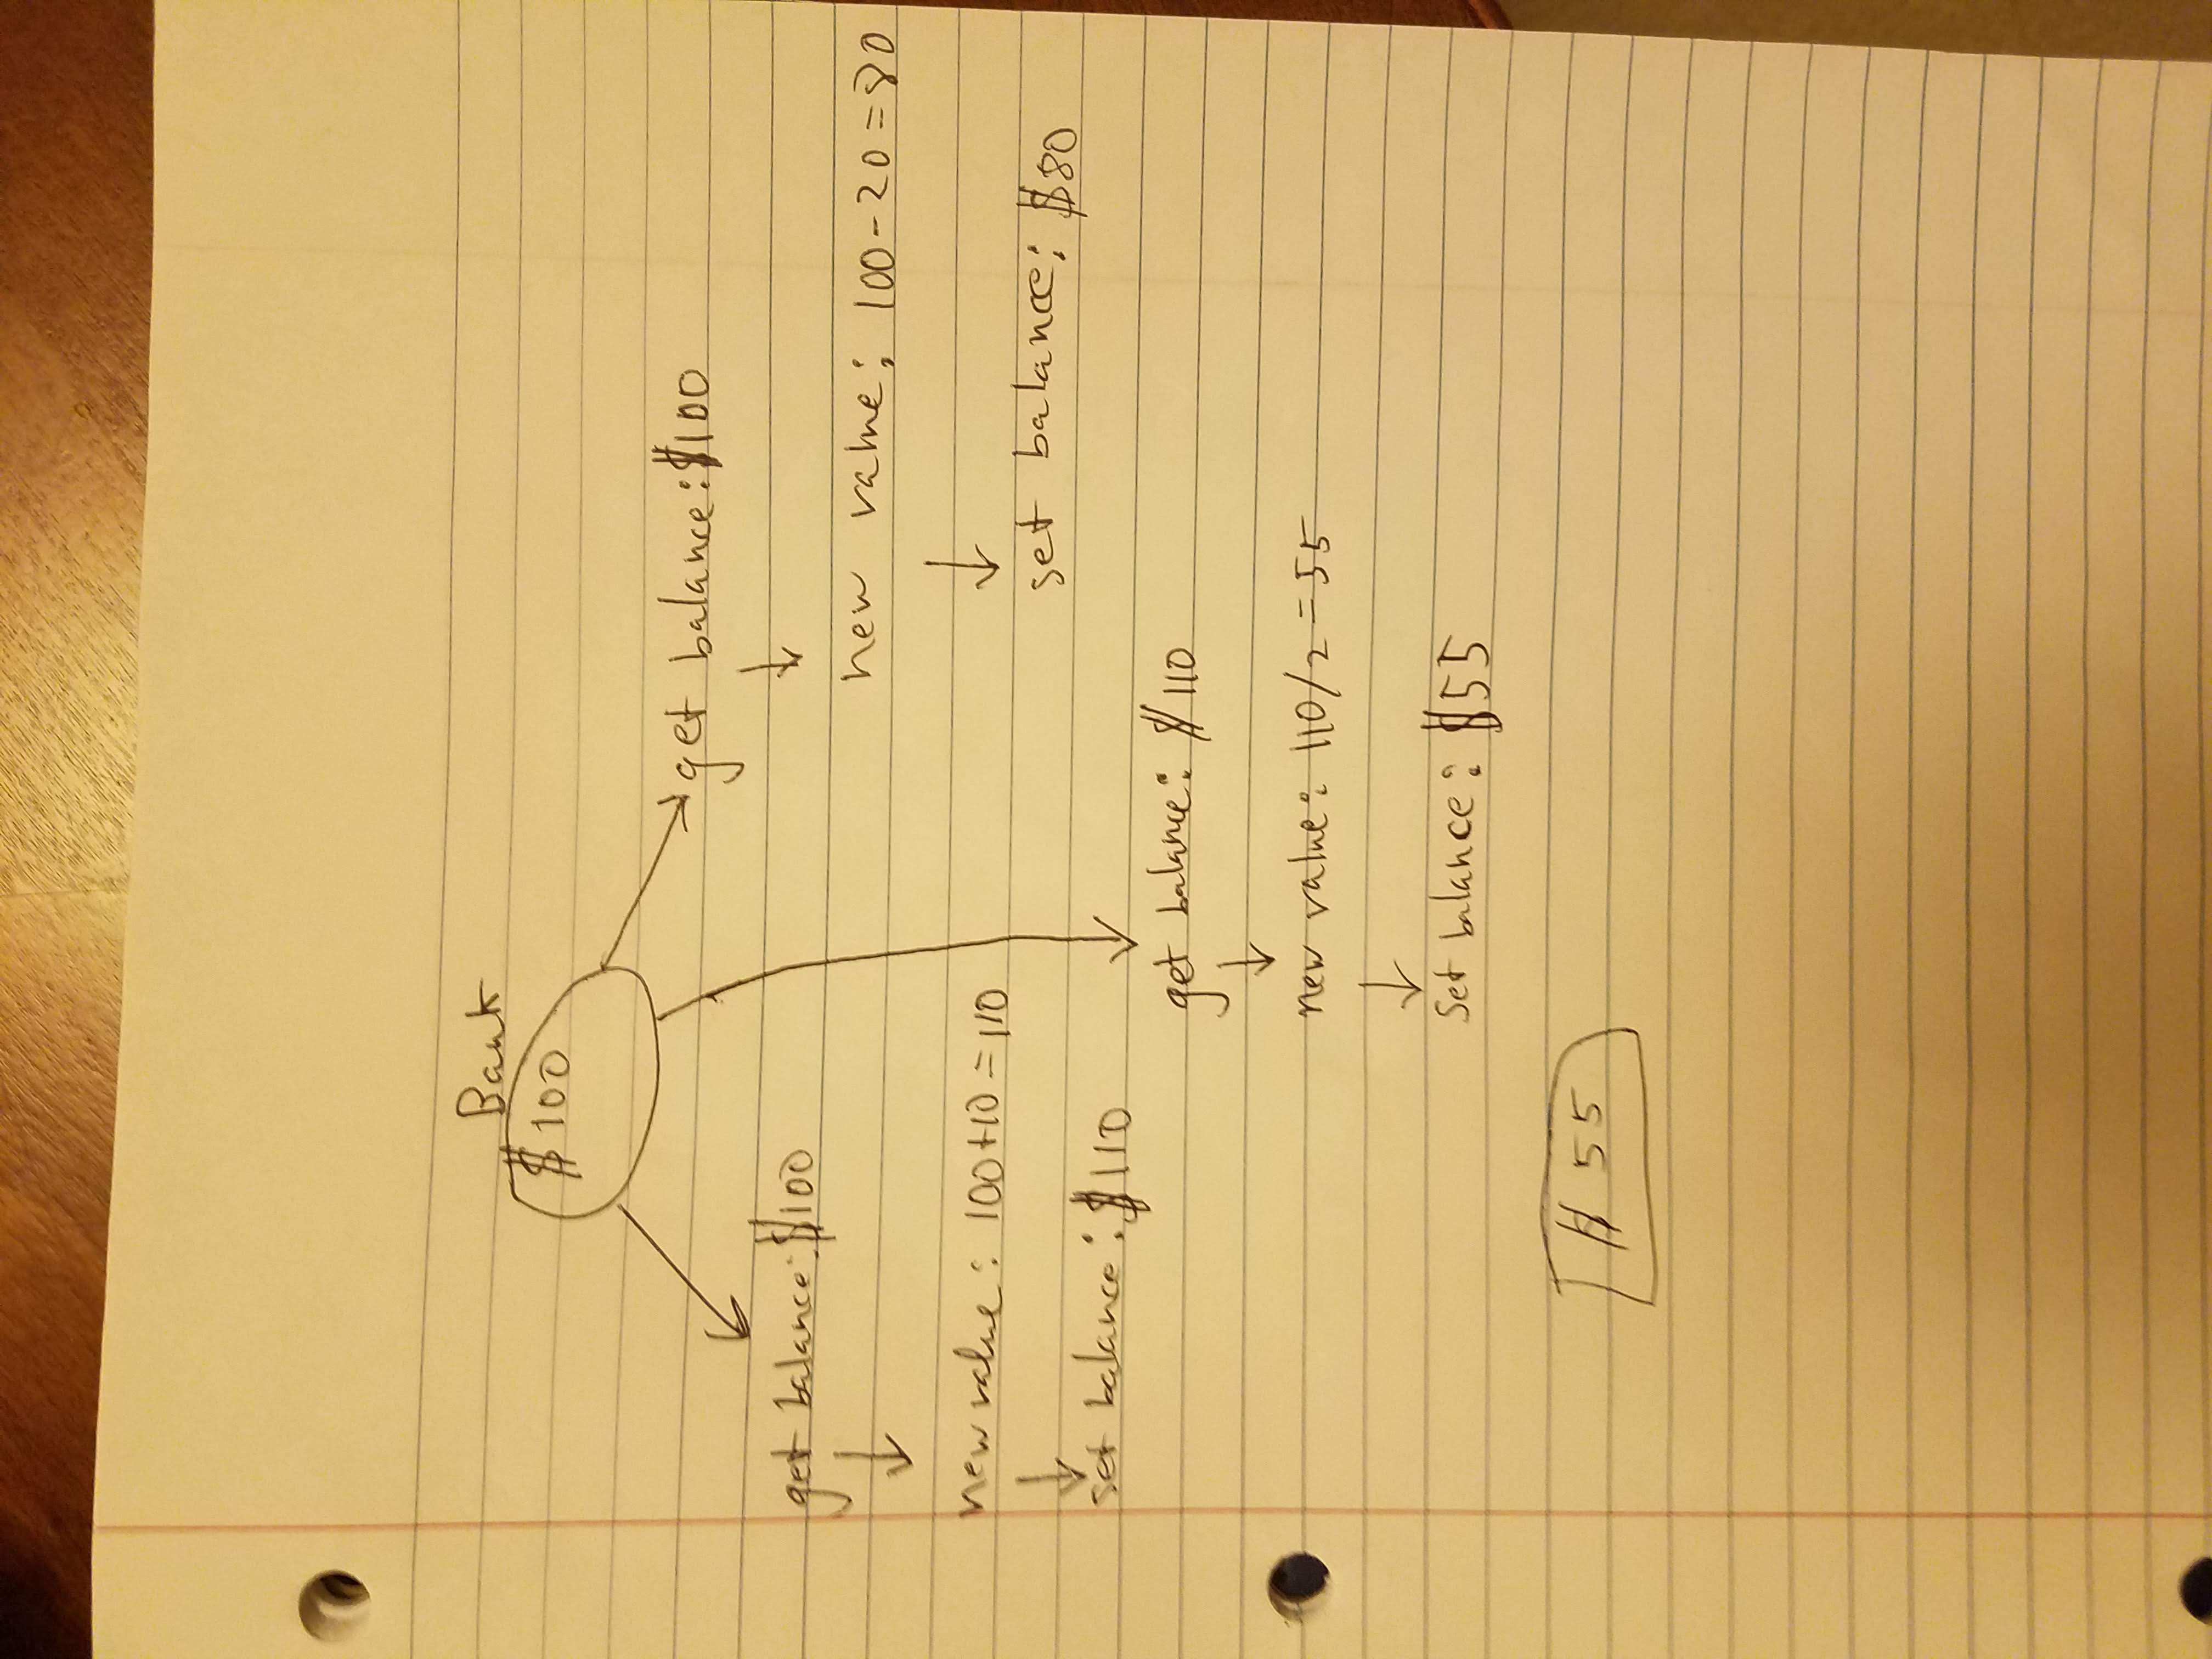 Bank
$100
get balance:$100
get balance:$100
new value: 100-20=80
new value: 100+10=110
set balance: $80
set balance: $110
get balance: $110
new value: 110/2=55
Set balance: $55
$ 55